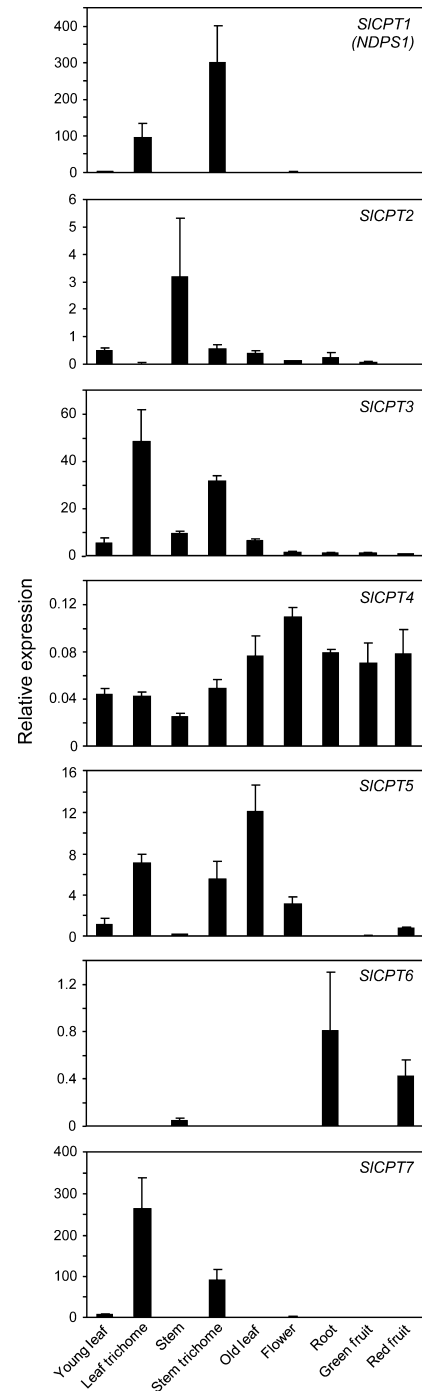 400
300
200
100
0
SlCPT1
(NDPS1)
6
5
4
3
2
1
0
SlCPT2
60
40
20
0
SlCPT3
Relative expression
0.12
0.08
0.04
0
SlCPT4
16
12
8
4
0
SlCPT5
1.2
0.8
0.4
0
SlCPT6
400
300
200
100
0
SlCPT7
Young leaf
Leaf trichome
Stem
Stem trichome
Old leaf
Flower
Root
Green fruit
Red fruit